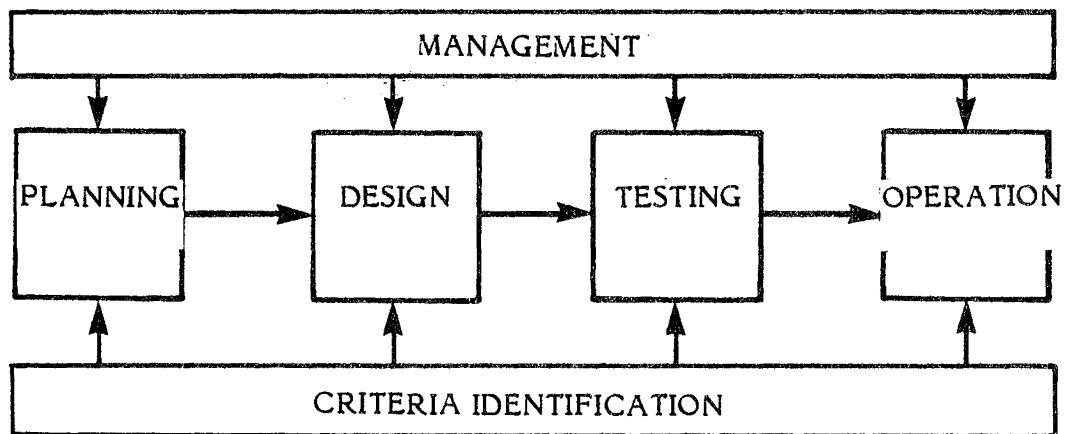 MANAGEMENT
PLANNING
DESIGN
TESTING
OPERATION
CRITERIA IDENTIFICATION